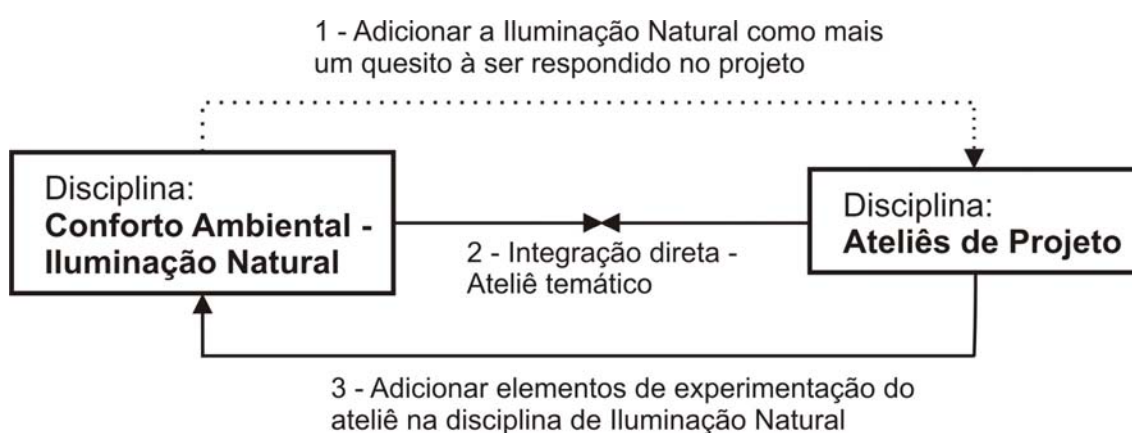 1 - Adicionar a Iluminação Natural como mais
um quesito à ser respondido no projeto
Disciplina:
Conforto Ambiental -
Iluminação Natural
Disciplina:
Ateliês de Projeto
2 - Integração direta -
Ateliê temático
3 - Adicionar elementos de experimentação do
ateliê na disciplina de Iluminação Natural